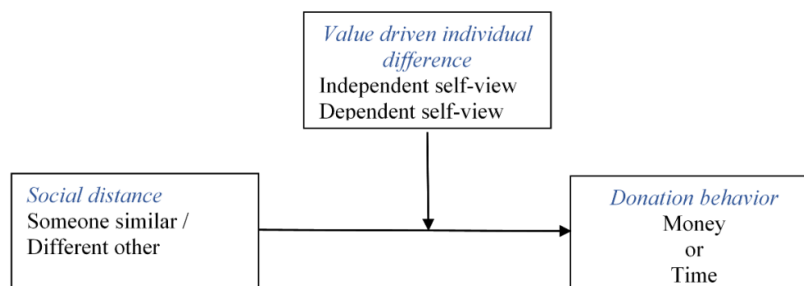 Value driven individual
difference
Independent self-view
Dependent self-view
Social distance
Someone similar /
Different other
Donation behavior
Money
or
Time